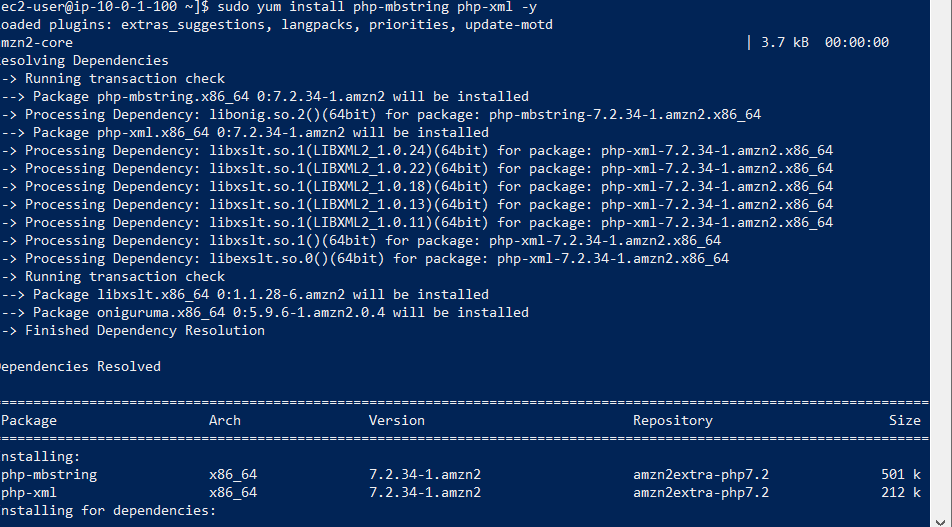 ec2-user@ip-10-0-1-100 ~]$ sudo yum install php-mbstring php-xml -y
oaded plugins: extras_suggestions, langpacks, priorities, update-motd
mzn2-core | 3.7 kB 00:00:00
esolving Dependencies
-> Running transaction check
--> Package php-mbstring.x86_64 0:7.2.34-1.amzn2 will be installed
-> Processing Dependency: libonig.so.2()(64bit) for package: php-mbstring-7.2.34-1.amzn2.x86_64
--> Package php-xml.x86_64 0:7.2.34-1.amzn2 will be installed
-> Processing Dependency: libxslt.so.1(LIBXML2_1.0.24)(64bit) for package: php-xml-7.2.34-1.amzn2.x86_64
-> Processing Dependency: libxslt.so.1(LIBXML2_1.0.22)(64bit) for package: php-xml-7.2.34-1.amzn2.x86_64
-> Processing Dependency: libxslt.so.1(LIBXML2_1.0.18)(64bit) for package: php-xml-7.2.34-1.amzn2.x86_64
-> Processing Dependency: libxslt.so.1(LIBXML2_1.0.13)(64bit) for package: php-xml-7.2.34-1.amzn2.x86_64
-> Processing Dependency: libxslt.so.1(LIBXML2_1.0.11)(64bit) for package: php-xml-7.2.34-1.amzn2.x86_64
-> Processing Dependency: libxslt.so.1()(64bit) for package: php-xml-7.2.34-1.amzn2.x86_64
-> Processing Dependency: libexslt.so.0()(64bit) for package: php-xml-7.2.34-1.amzn2.x86_64
-> Running transaction check
--> Package libxslt.x86_64 0:1.1.28-6.amzn2 will be installed
--> Package oniguruma.x86_64 0:5.9.6-1.amzn2.0.4 will be installed
-> Finished Dependency Resolution
ependencies Resolved
Package Arch Version Repository Size
nstalling:
php-mbstring x86_64 7.2.34-1.amzn2 amzn2extra-php7.2 501 k
php-xml x86_64 7.2.34-1.amzn2 amzn2extra-php7.2 212 k
nstalling for dependencies: